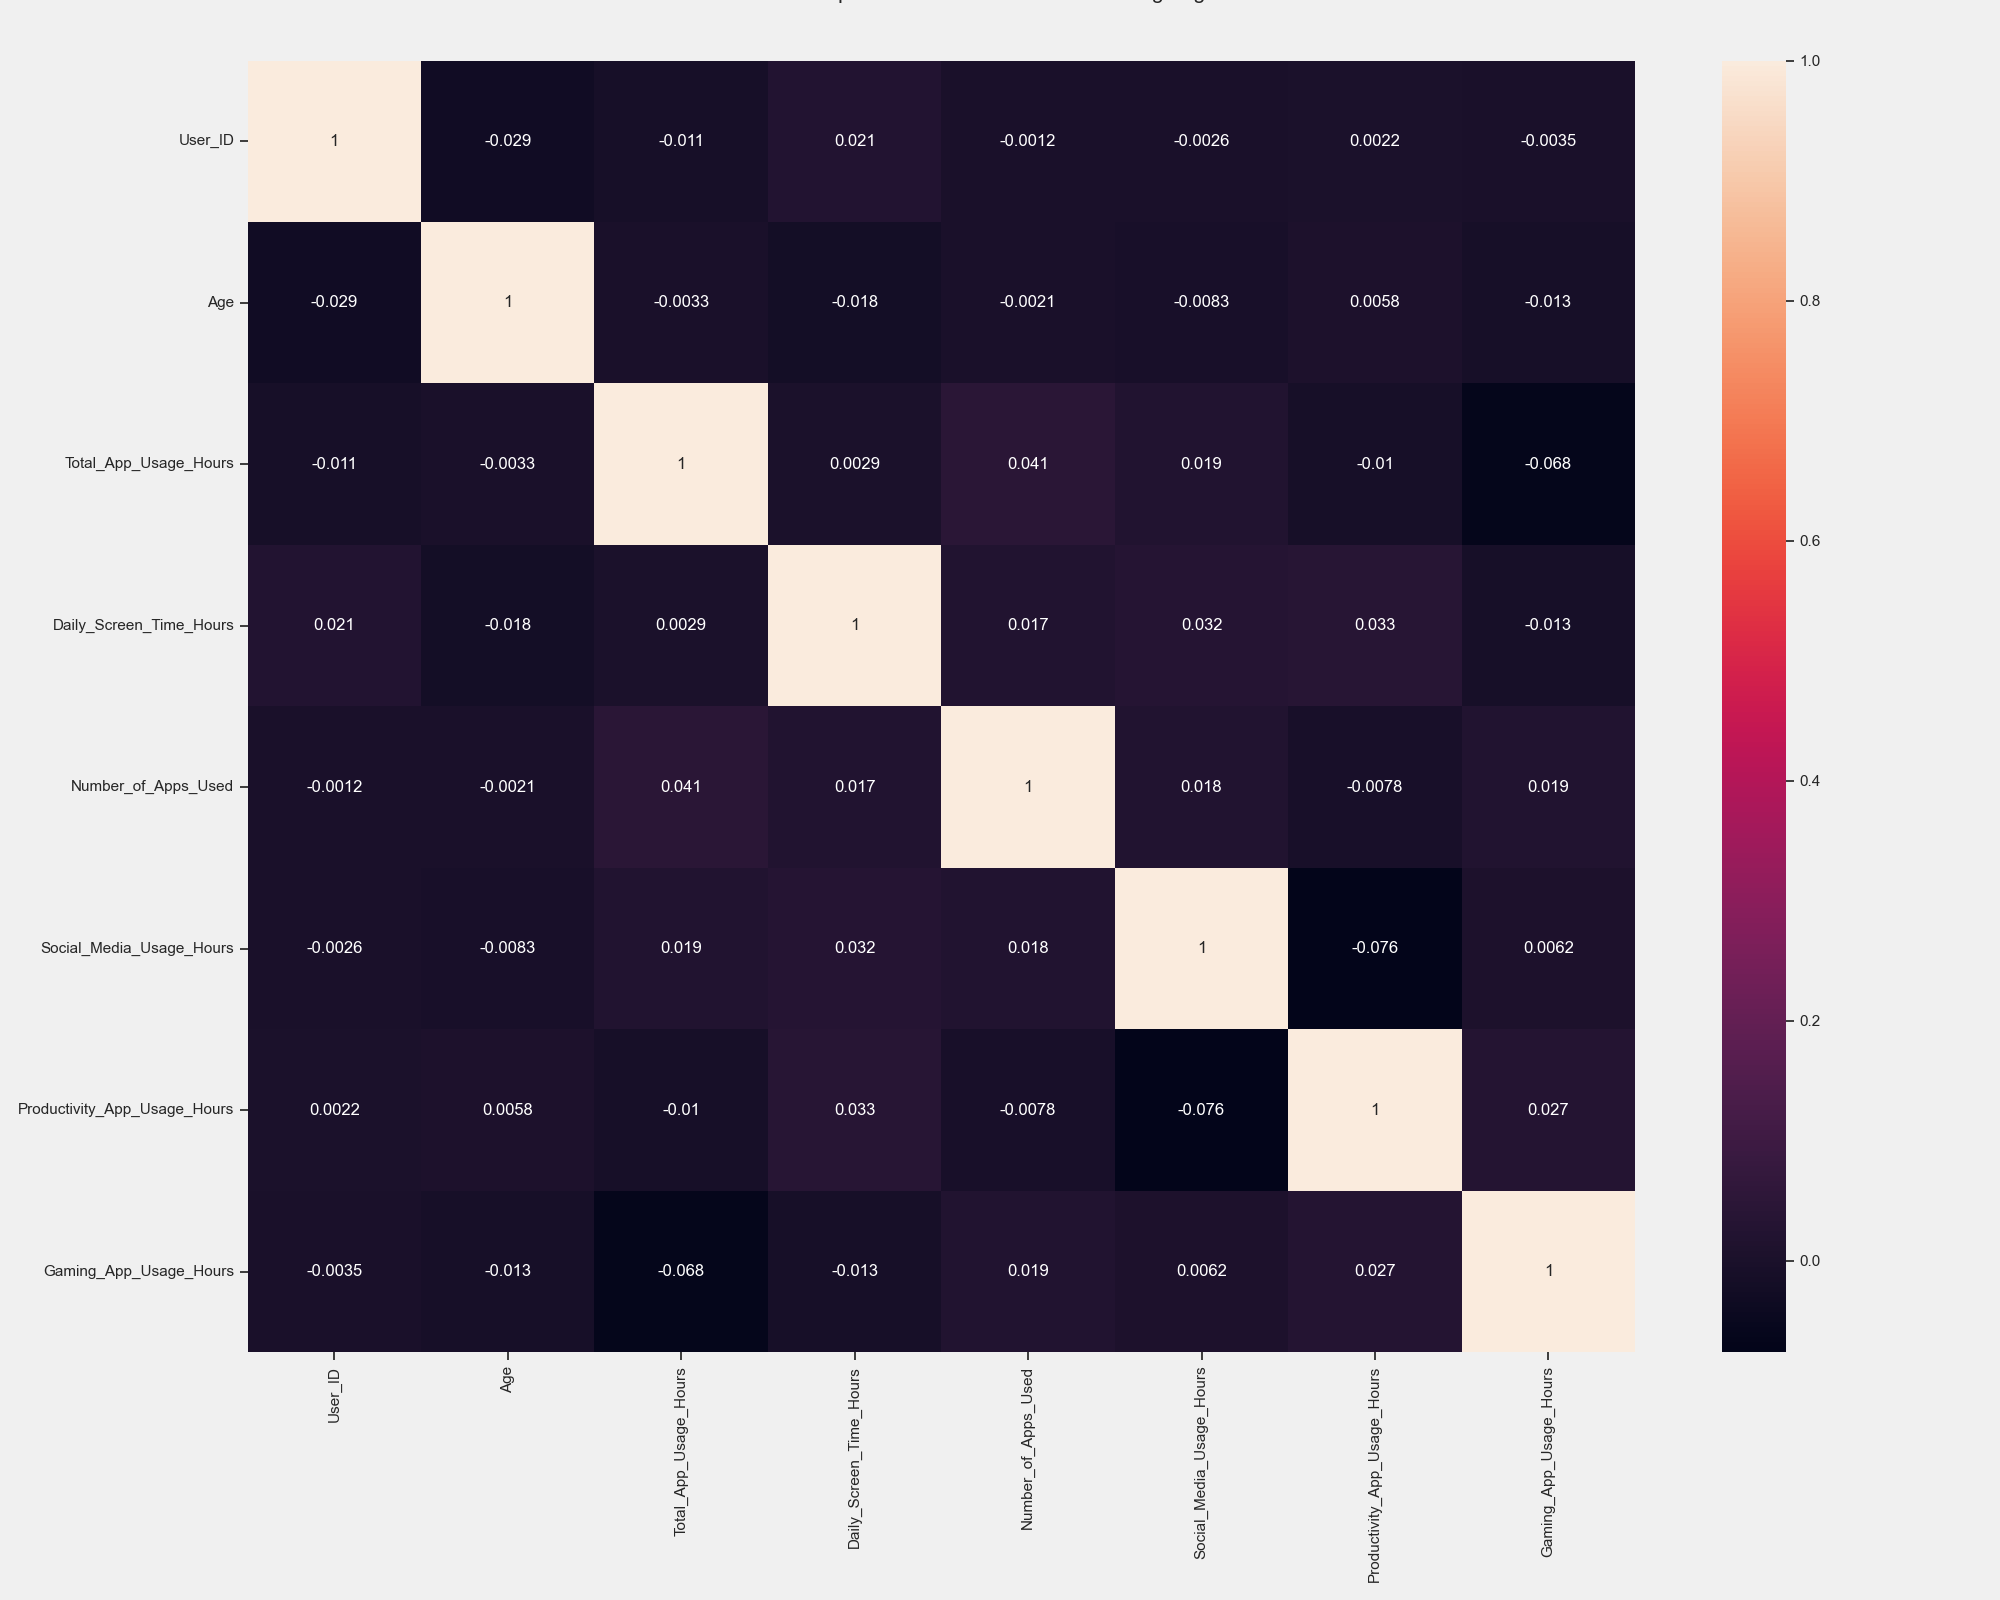 User_ID 1 -0.029 -0.011 0.021 -0.0012 -0.0026 0.0022 -0.0035
Age -0.029 1 -0.0033 -0.018 -0.0021 -0.0083 0.0058 -0.013
Total_App_Usage_Hours -0.011 -0.0033 1 0.0029 0.041 0.019 -0.01 -0.068
Daily_Screen_Time_Hours 0.021 -0.018 0.0029 1 0.017 0.032 0.033 -0.013
Number_of_Apps_Used -0.0012 -0.0021 0.041 0.017 1 0.018 -0.0078 0.019
Social_Media_Usage_Hours -0.0026 -0.0083 0.019 0.032 0.018 1 -0.076 0.0062
Productivity_App_Usage_Hours 0.0022 0.0058 -0.01 0.033 -0.0078 -0.076 1 0.027
Gaming_App_Usage_Hours -0.0035 -0.013 -0.068 -0.013 0.019 0.0062 0.027 1
User_ID
Age
Total_App_Usage_Hours
Daily_Screen_Time_Hours
Number_of_Apps_Used
Social_Media_Usage_Hours
Productivity_App_Usage_Hours
Gaming_App_Usage_Hours
1.0
0.8
0.6
0.4
0.2
0.0